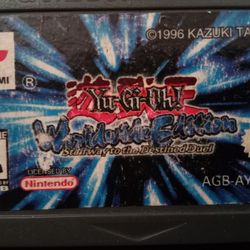 ©1996 KAZUKI TA
MI
®
遊戯王
Yu-Gi-Oh!
Worldwide Edition
Stairway to the Destined Duel
LICENSED BY
Nintendo
AGB-AY